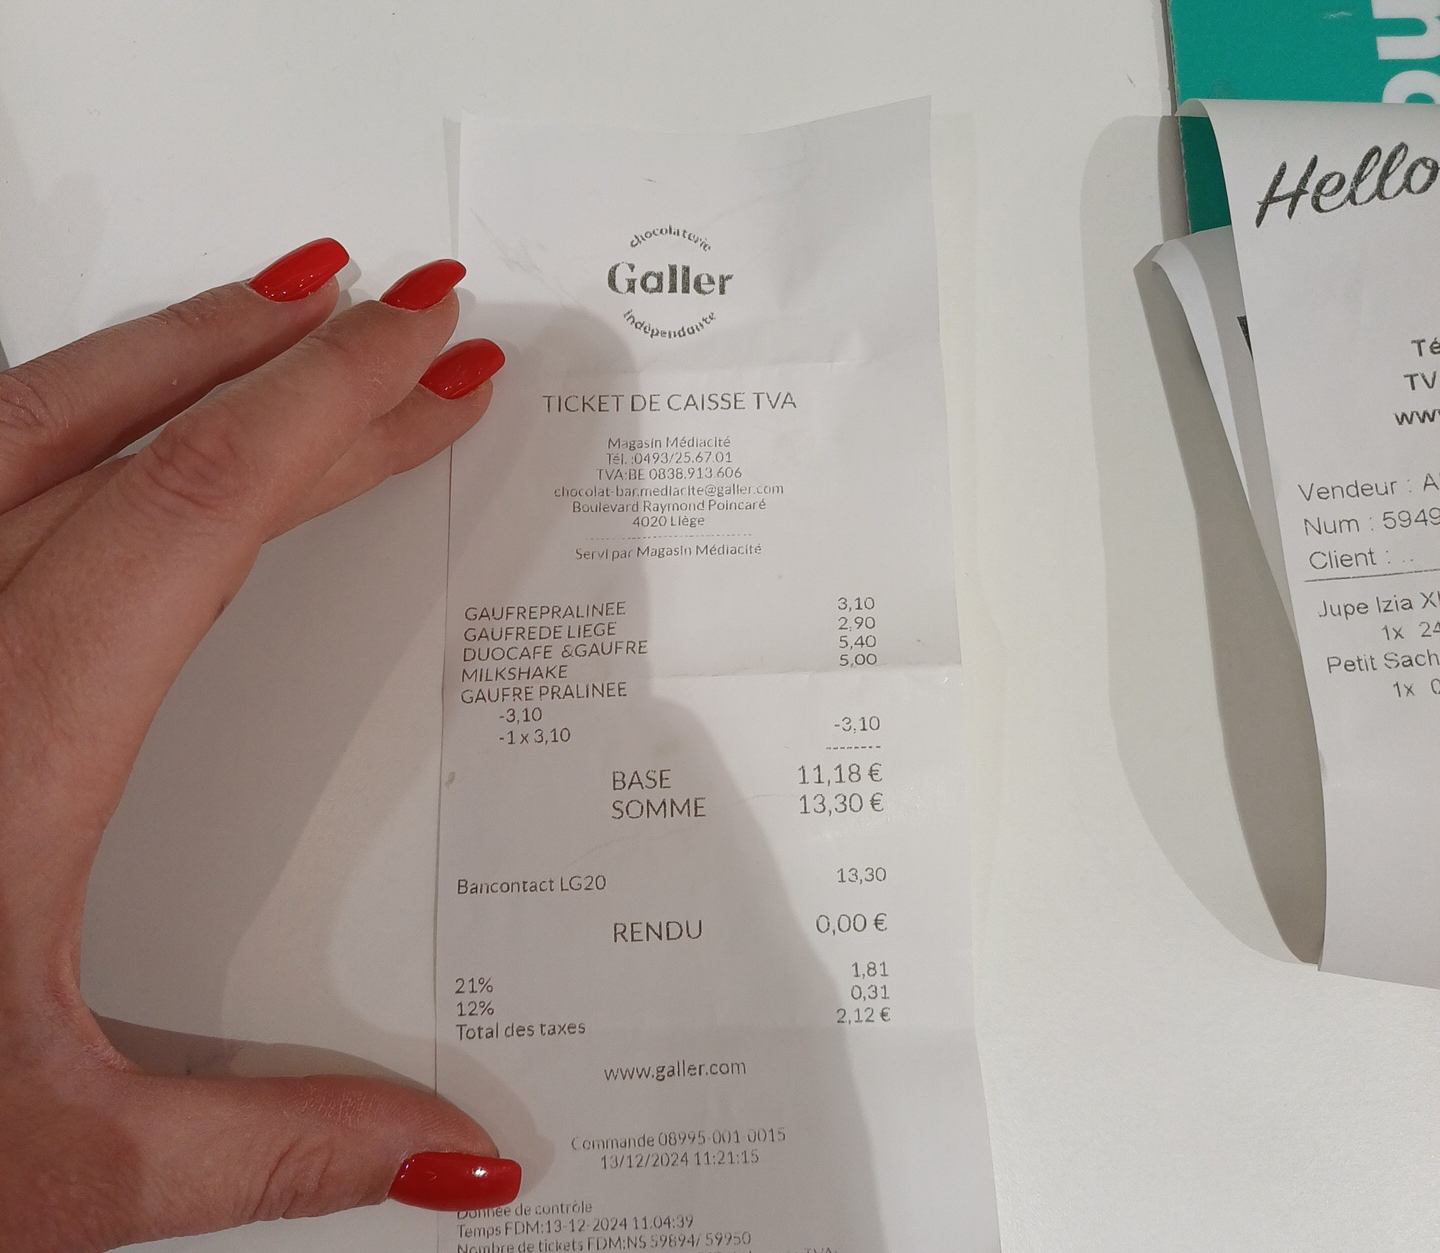 chocolaterie
Galler
indépendante
TICKET DE CAISSE TVA
Magasin Médiacité
Tél. :0493/25.67.01
TVA:BE 0838.913.606
chocolat-bar.mediacite@galler.com
Boulevard Raymond Poincaré
4020 Liège
Servi par Magasin Médiacité
GAUFREPRALINEE 3,10
GAUFREDE LIEGE 2,90
DUOCAFE &GAUFRE 5,40
MILKSHAKE 5,00
GAUFRE PRALINEE
-3,10
-1 x 3,10 -3,10
--------
BASE 11,18 €
SOMME 13,30 €
Bancontact LG20 13,30
RENDU 0,00 €
21% 1,81
12% 0,31
Total des taxes 2,12 €
www.galler.com
Commande 08995-001-0015
13/12/2024 11:21:15
Donnée de contrôle
Temps FDM:13-12-2024 11.04:39
Nombre de tickets FDM:NS 59894/ 59950
TVA:
Hello
Té
TV
www
Vendeur : A
Num : 5949
Client : ..
Jupe Izia X
1x 24
Petit Sach
1x 0